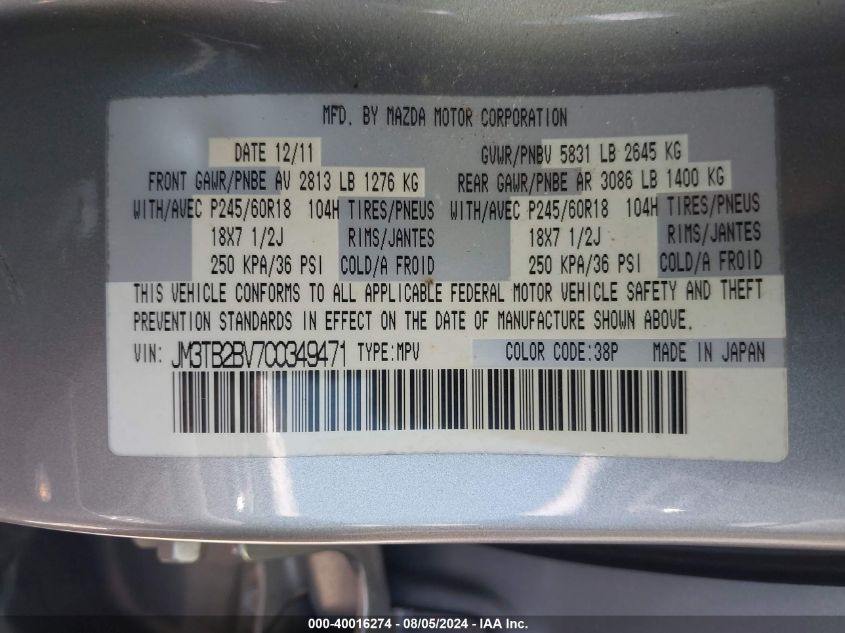 MFD. BY MAZDA MOTOR CORPORATION
DATE 12/11 GVWR/PNBV 5831 LB 2645 KG
FRONT GAWR/PNBE AV 2813 LB 1276 KG REAR GAWR/PNBE AR 3086 LB 1400 KG
WITH/AVEC P245/60R18 104H TIRES/PNEUS WITH/AVEC P245/60R18 104H TIRES/PNEUS
18X7 1/2J RIMS/JANTES 18X7 1/2J RIMS/JANTES
250 KPA/36 PSI COLD/A FROID 250 KPA/36 PSI COLD/A FROID
THIS VEHICLE CONFORMS TO ALL APPLICABLE FEDERAL MOTOR VEHICLE SAFETY AND THEFT
PREVENTION STANDARDS IN EFFECT ON THE DATE OF MANUFACTURE SHOWN ABOVE.
VIN: JM3TB2BV7C0349471 TYPE:MPV COLOR CODE:38P MADE IN JAPAN
000-40016274 - 08/05/2024 - IAA Inc.